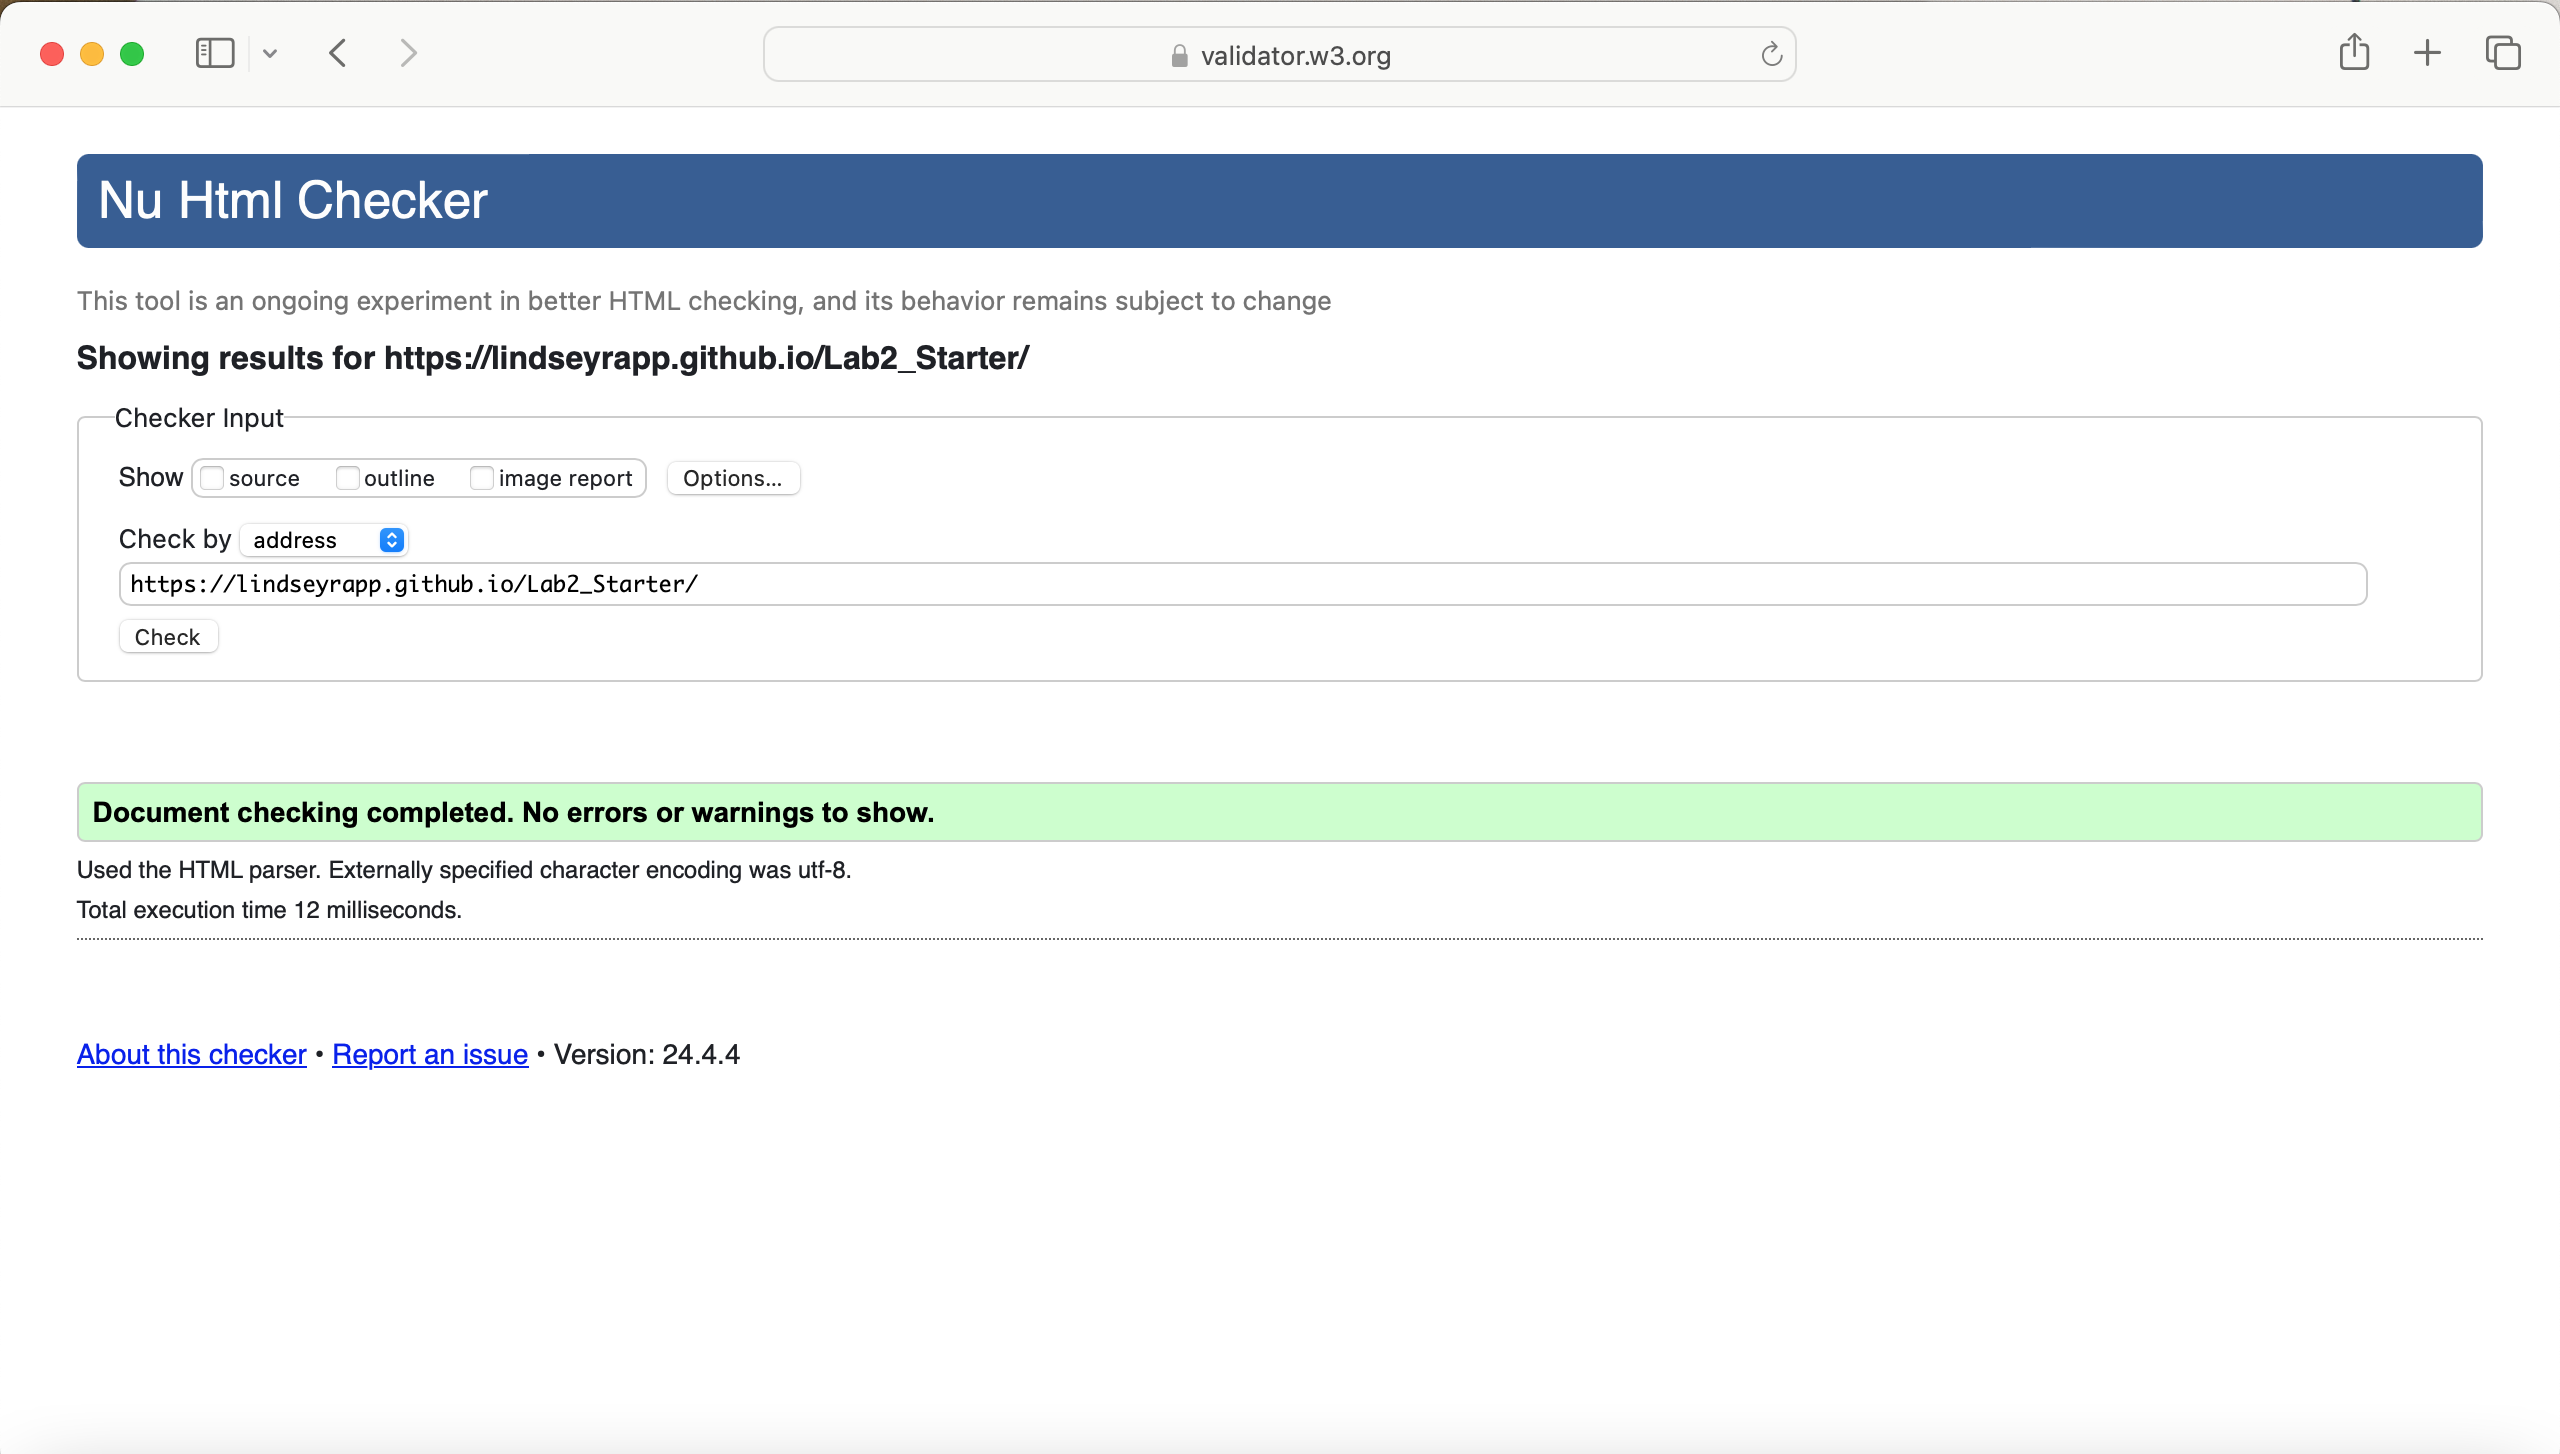 validator.w3.org
Nu Html Checker
This tool is an ongoing experiment in better HTML checking, and its behavior remains subject to change
Showing results for https://lindseyrapp.github.io/Lab2_Starter/
Checker Input
Show source outline image report Options...
Check by address
https://lindseyrapp.github.io/Lab2_Starter/
Check
Document checking completed. No errors or warnings to show.
Used the HTML parser. Externally specified character encoding was utf-8.
Total execution time 12 milliseconds.
About this checker • Report an issue • Version: 24.4.4